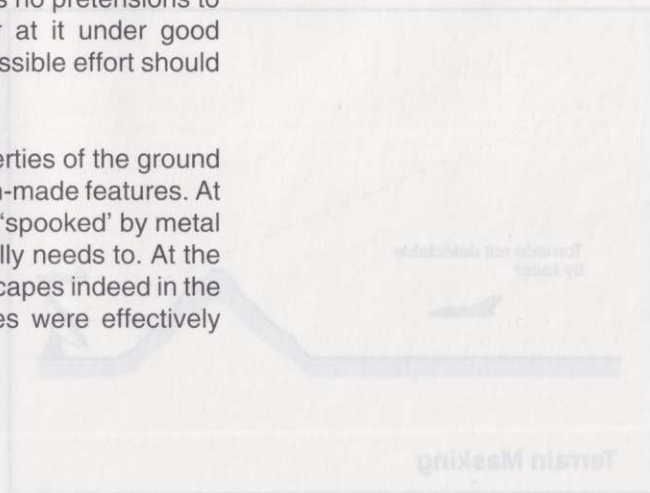 s no pretensions to
r at it under good
ssible effort should
erties of the ground
n-made features. At
'spooked' by metal
lly needs to. At the
capes indeed in the
es were effectively
Tornado not detectable
by radar
Terrain Masking